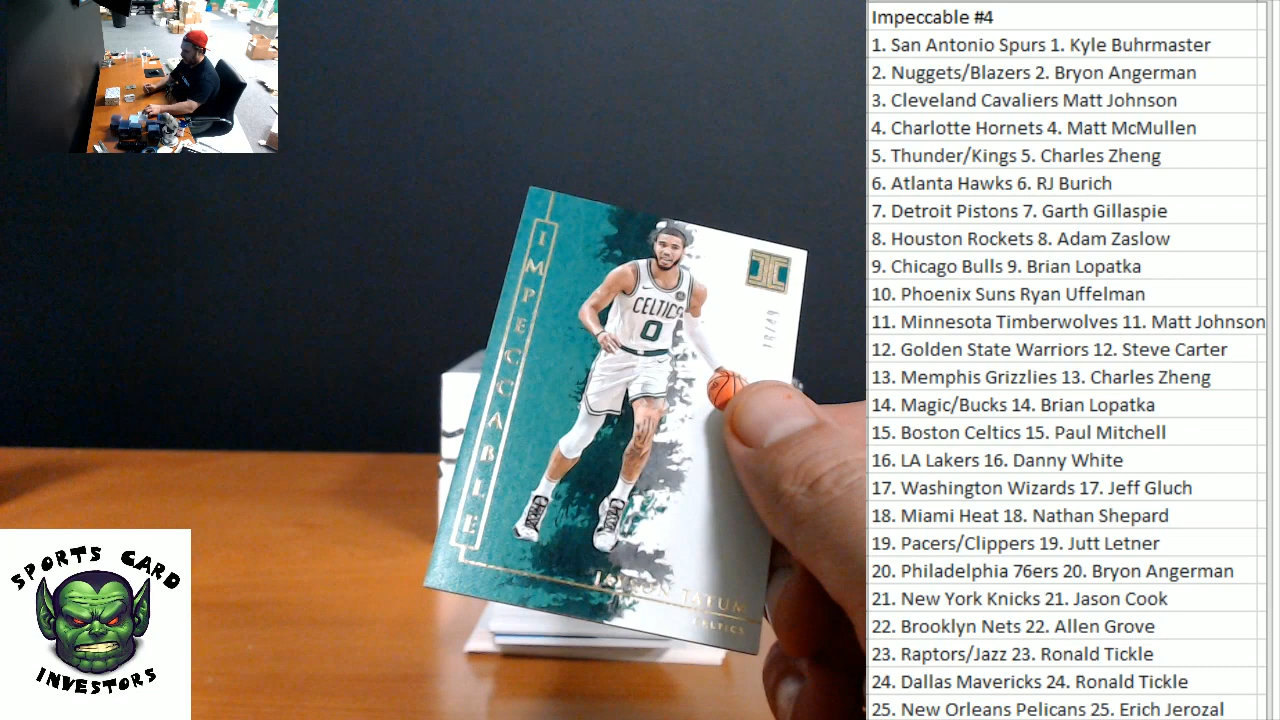 Impeccable #4
1. San Antonio Spurs 1. Kyle Buhrmaster
2. Nuggets/Blazers 2. Bryon Angerman
3. Cleveland Cavaliers Matt Johnson
4. Charlotte Hornets 4. Matt McMullen
5. Thunder/Kings 5. Charles Zheng
6. Atlanta Hawks 6. RJ Burich
7. Detroit Pistons 7. Garth Gillaspie
8. Houston Rockets 8. Adam Zaslow
9. Chicago Bulls 9. Brian Lopatka
10. Phoenix Suns Ryan Uffelman
11. Minnesota Timberwolves 11. Matt Johnson
12. Golden State Warriors 12. Steve Carter
13. Memphis Grizzlies 13. Charles Zheng
14. Magic/Bucks 14. Brian Lopatka
15. Boston Celtics 15. Paul Mitchell
16. LA Lakers 16. Danny White
17. Washington Wizards 17. Jeff Gluch
18. Miami Heat 18. Nathan Shepard
19. Pacers/Clippers 19. Jutt Letner
20. Philadelphia 76ers 20. Bryon Angerman
21. New York Knicks 21. Jason Cook
22. Brooklyn Nets 22. Allen Grove
23. Raptors/Jazz 23. Ronald Tickle
24. Dallas Mavericks 24. Ronald Tickle
25. New Orleans Pelicans 25. Erich Jerozal
IMPECCABLE
CELTICS
0
JAYSON TATUM
CELTICS
SPORTS CARD
INVESTORS